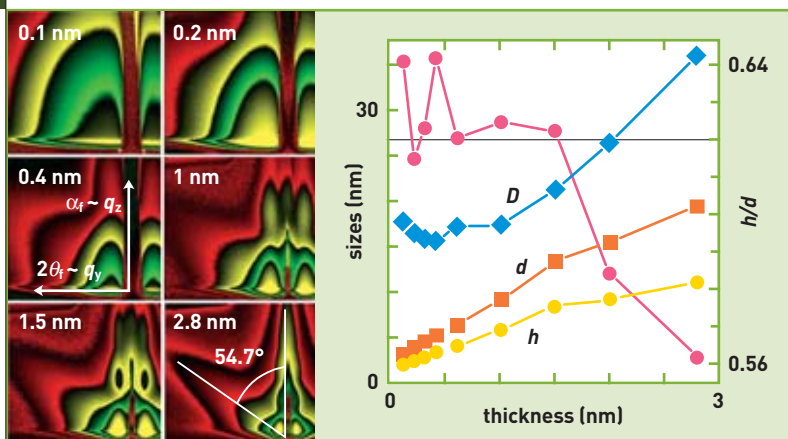 0.1 nm
0.2 nm
0.4 nm
αf ~ qz
2θf ~ qy
1 nm
1.5 nm
2.8 nm
54.7°
30
0
sizes (nm)
D
d
h
0.64
0.56
h/d
0
3
thickness (nm)